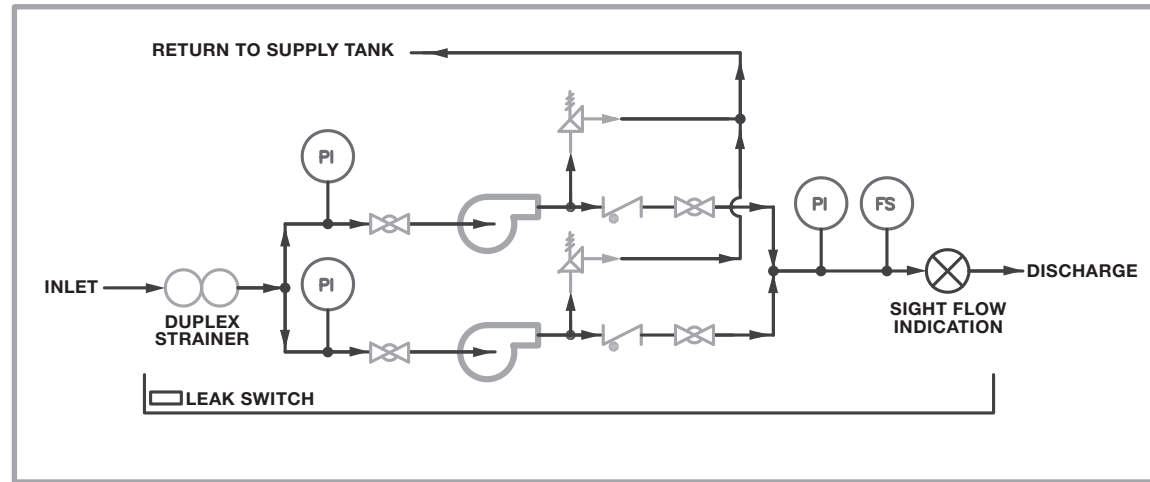 RETURN TO SUPPLY TANK
PI
PI
FS
INLET
DUPLEX
STRAINER
PI
DISCHARGE
SIGHT FLOW
INDICATION
LEAK SWITCH